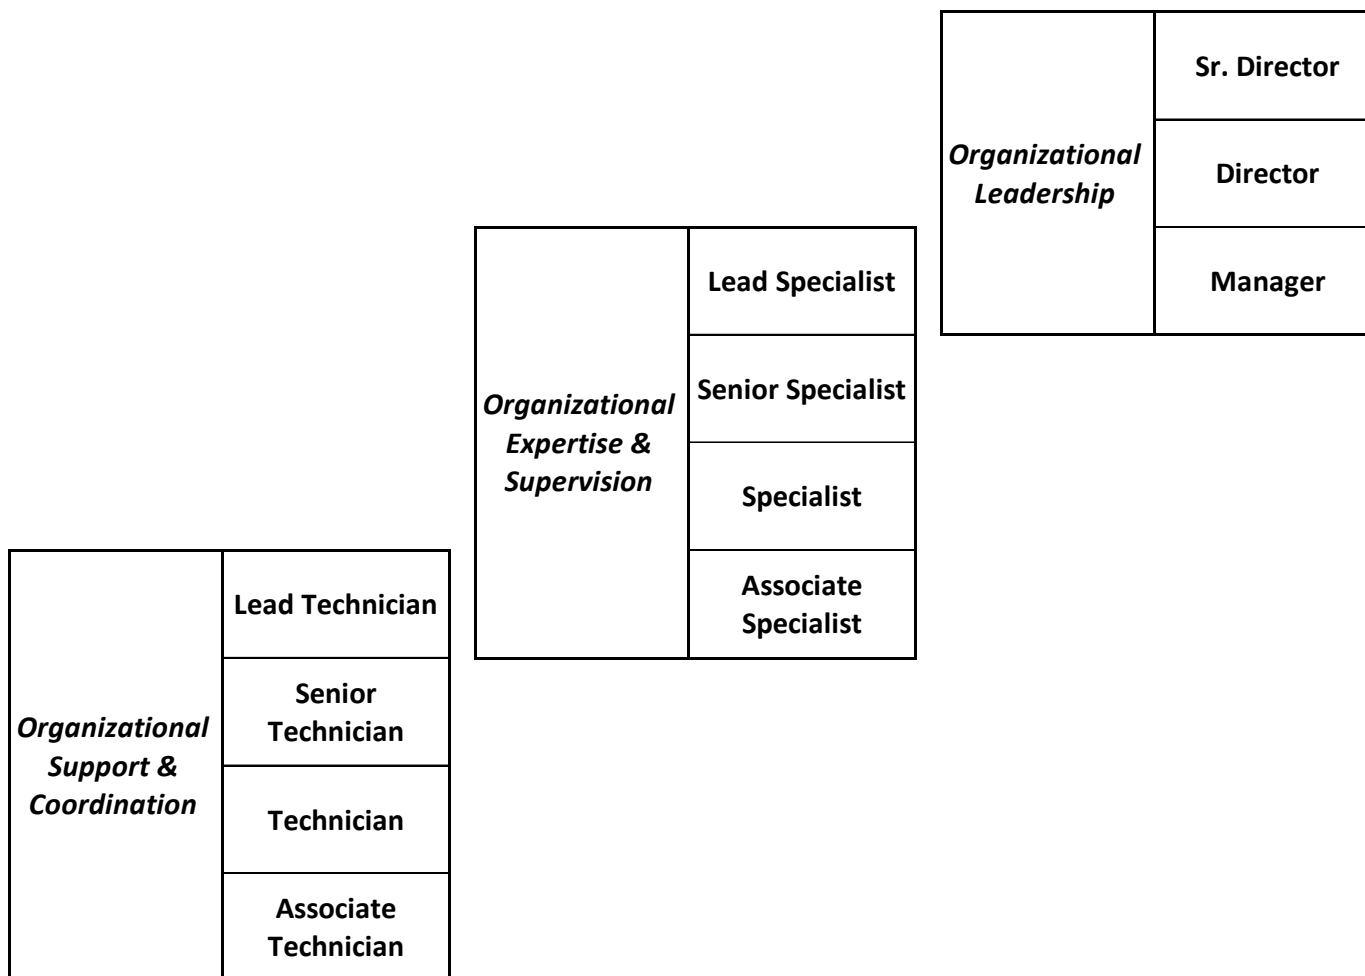 Sr. Director
Organizational
Leadership
Director
Manager
Lead Specialist
Senior Specialist
Organizational
Expertise &
Supervision
Specialist
Associate
Specialist
Lead Technician
Senior
Technician
Organizational
Support &
Coordination
Technician
Associate
Technician